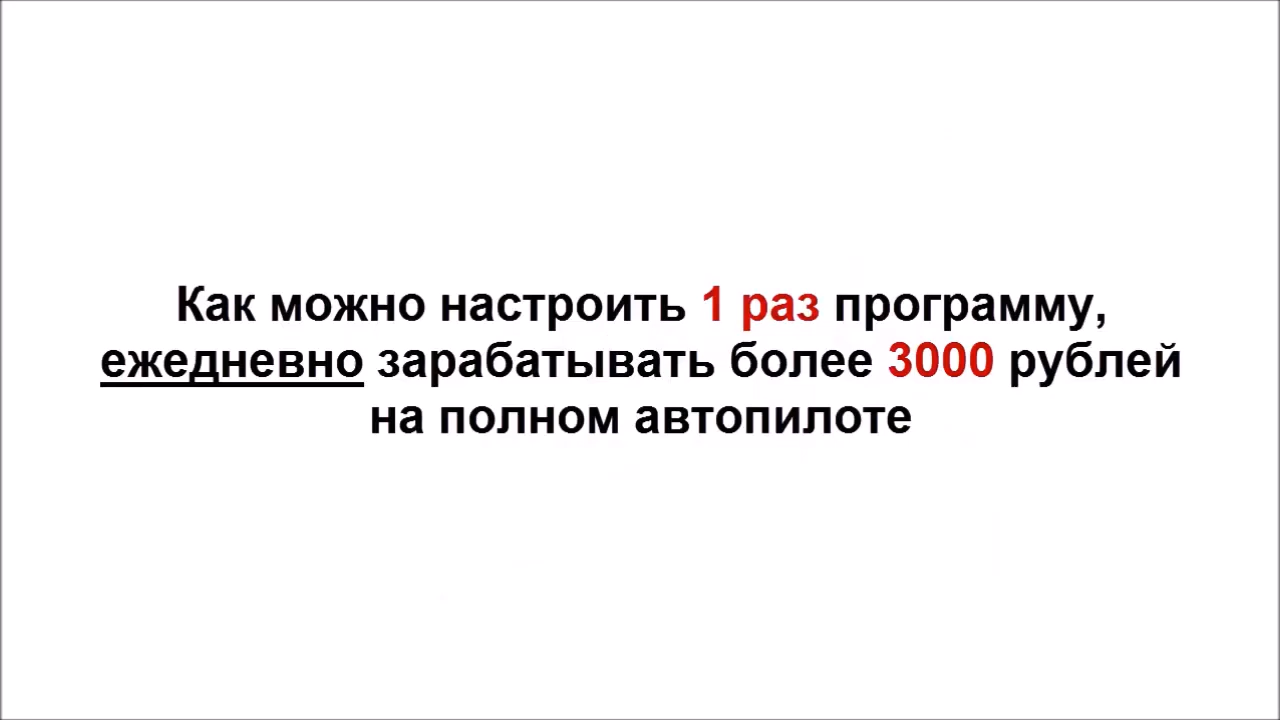 Как можно настроить 1 раз программу,
ежедневно зарабатывать более 3000 рублей
на полном автопилоте